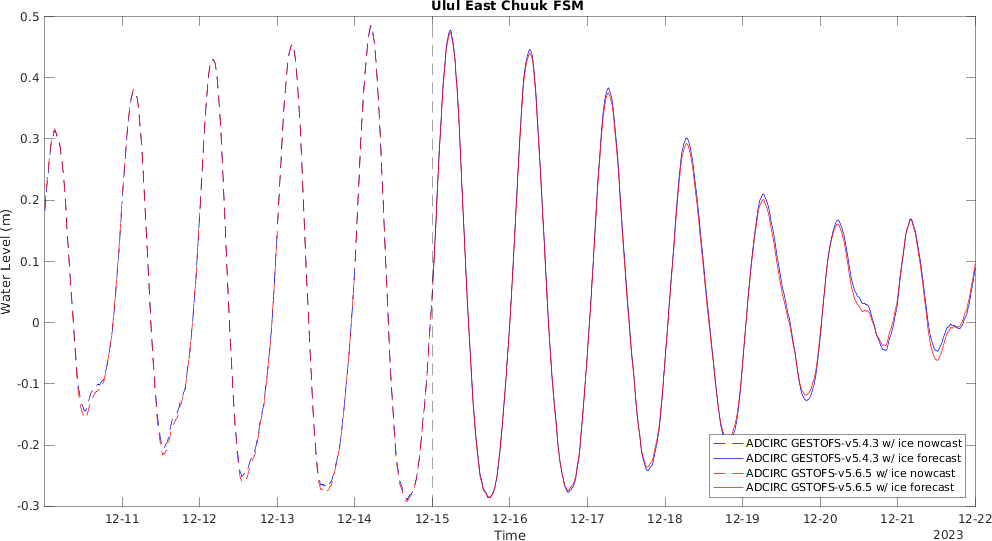 Ulul East Chuuk FSM
Water Level (m)
0.5
0.4
0.3
0.2
0.1
0
-0.1
-0.2
-0.3
ADCIRC GESTOFS-v5.4.3 w/ ice nowcast
ADCIRC GESTOFS-v5.4.3 w/ ice forecast
ADCIRC GSTOFS-v5.6.5 w/ ice nowcast
ADCIRC GSTOFS-v5.6.5 w/ ice forecast
12-11 12-12 12-13 12-14 12-15 12-16 12-17 12-18 12-19 12-20 12-21 12-22
Time
2023